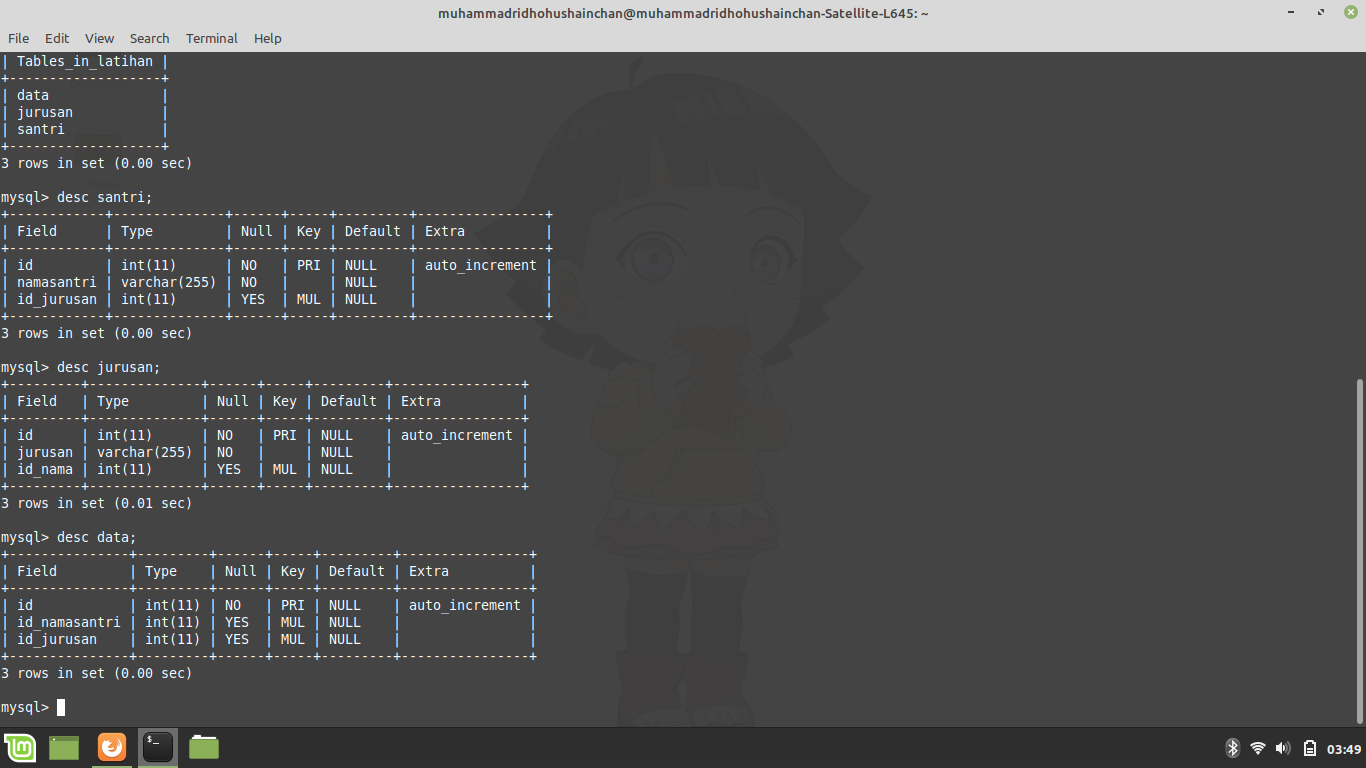 muhammadridhohushainchan@muhammadridhohushainchan-Satellite-L645: ~
File Edit View Search Terminal Help
| Tables_in_latihan |
+-------------------+
| data              |
| jurusan           |
| santri            |
+-------------------+
3 rows in set (0.00 sec)
mysql> desc santri;
+------------+--------------+------+-----+---------+----------------+
| Field      | Type         | Null | Key | Default | Extra          |
+------------+--------------+------+-----+---------+----------------+
| id         | int(11)      | NO   | PRI | NULL    | auto_increment |
| namasantri | varchar(255) | NO   |     | NULL    |                |
| id_jurusan | int(11)      | YES  | MUL | NULL    |                |
+------------+--------------+------+-----+---------+----------------+
3 rows in set (0.00 sec)
mysql> desc jurusan;
+---------+--------------+------+-----+---------+----------------+
| Field   | Type         | Null | Key | Default | Extra          |
+---------+--------------+------+-----+---------+----------------+
| id      | int(11)      | NO   | PRI | NULL    | auto_increment |
| jurusan | varchar(255) | NO   |     | NULL    |                |
| id_nama | int(11)      | YES  | MUL | NULL    |                |
+---------+--------------+------+-----+---------+----------------+
3 rows in set (0.01 sec)
mysql> desc data;
+---------------+---------+------+-----+---------+----------------+
| Field         | Type    | Null | Key | Default | Extra          |
+---------------+---------+------+-----+---------+----------------+
| id            | int(11) | NO   | PRI | NULL    | auto_increment |
| id_namasantri | int(11) | YES  | MUL | NULL    |                |
| id_jurusan    | int(11) | YES  | MUL | NULL    |                |
+---------------+---------+------+-----+---------+----------------+
3 rows in set (0.00 sec)
mysql>
$_
03:49